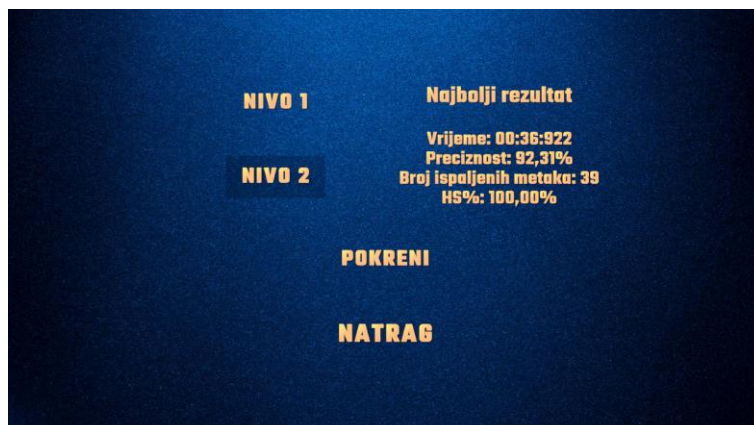 NIVO 1
NIVO 2
Najbolji rezultat
Vrijeme: 00:36:922
Preciznost: 92,31%
Broj ispaljenih metaka: 39
HS%: 100,00%
POKRENI
NATRAG